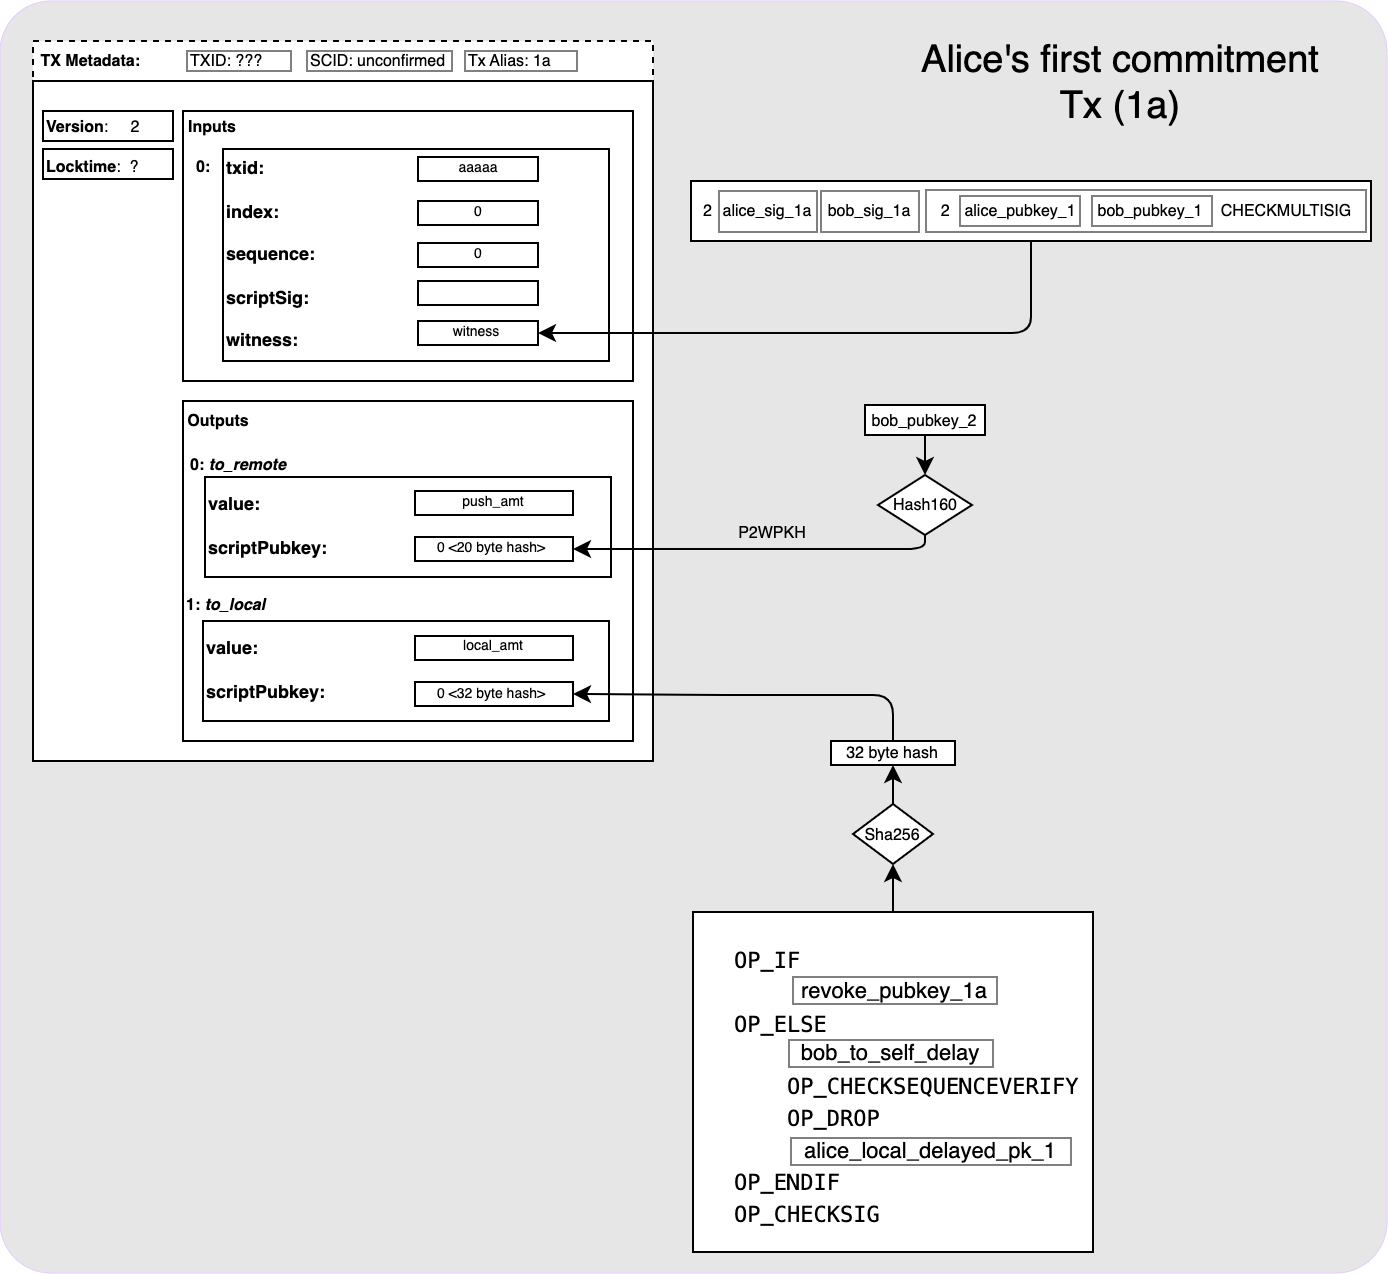 Alice's first commitment
Tx (1a)
TX Metadata:
TXID: ???
SCID: unconfirmed
Tx Alias: 1a
Version: 2
Locktime: ?
Inputs
0:
txid: aaaaa
index: 0
sequence: 0
scriptSig:
witness: witness
2 alice_sig_1a bob_sig_1a 2 alice_pubkey_1 bob_pubkey_1 CHECKMULTISIG
Outputs
0: to_remote
value: push_amt
scriptPubkey: 0 <20 byte hash>
bob_pubkey_2
Hash160
P2WPKH
1: to_local
value: local_amt
scriptPubkey: 0 <32 byte hash>
32 byte hash
Sha256
OP_IF
revoke_pubkey_1a
OP_ELSE
bob_to_self_delay
OP_CHECKSEQUENCEVERIFY
OP_DROP
alice_local_delayed_pk_1
OP_ENDIF
OP_CHECKSIG